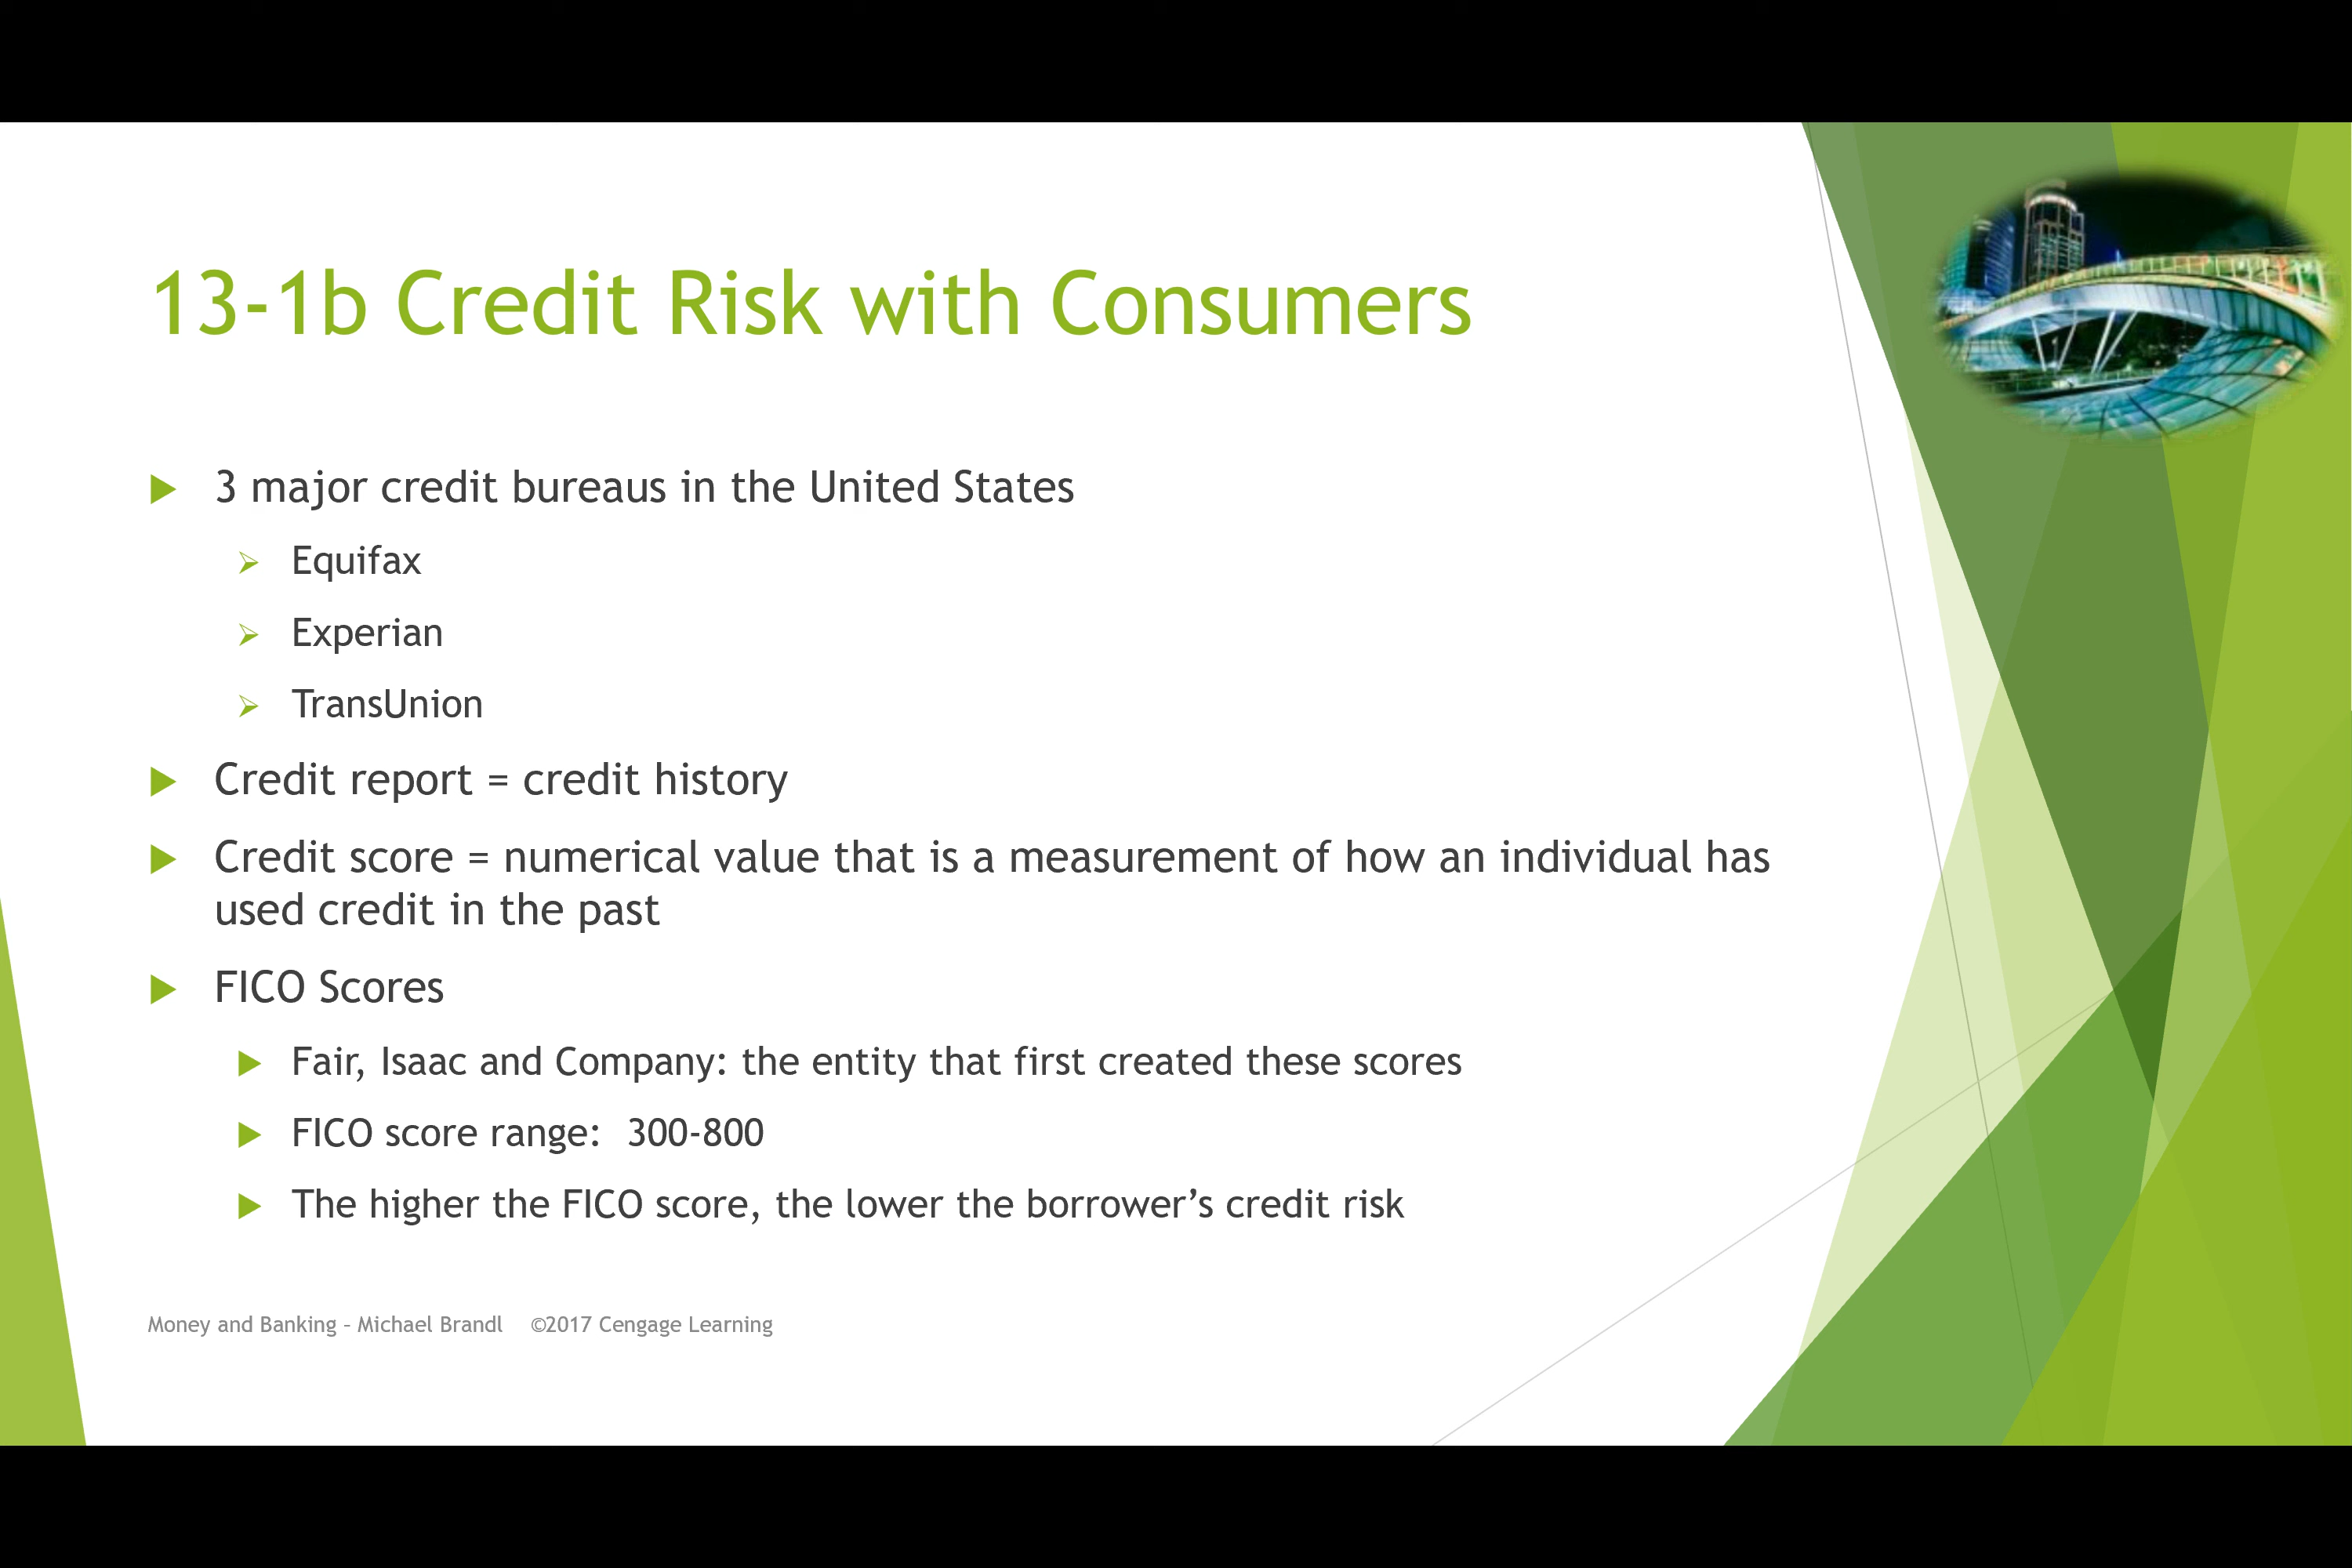 13-1b Credit Risk with Consumers
3 major credit bureaus in the United States
Equifax
Experian
TransUnion
Credit report = credit history
Credit score = numerical value that is a measurement of how an individual has
used credit in the past
FICO Scores
Fair, Isaac and Company: the entity that first created these scores
FICO score range:  300-800
The higher the FICO score, the lower the borrower’s credit risk
Money and Banking – Michael Brandl    ©2017 Cengage Learning